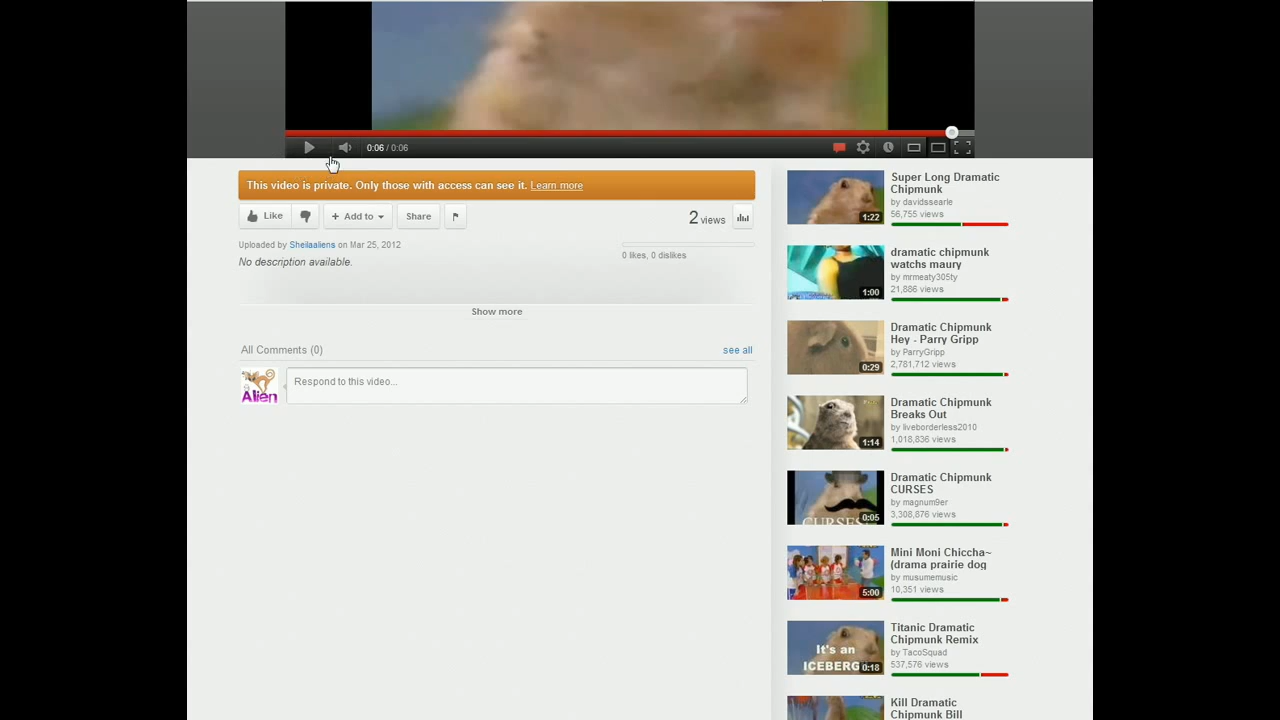 0:06 / 0:06
This video is private. Only those with access can see it. Learn more
Like
+ Add to
Share
2 views
Uploaded by Sheilaaliens on Mar 25, 2012
0 likes, 0 dislikes
No description available.
Show more
All Comments (0)
see all
Alien
Respond to this video...
Super Long Dramatic
Chipmunk
by davidssearle
56,755 views
1:22
dramatic chipmunk
watchs maury
by mrmeaty305ty
21,886 views
1:00
Dramatic Chipmunk
Hey - Parry Gripp
by ParryGripp
2,781,712 views
0:29
Dramatic Chipmunk
Breaks Out
by liveborderless2010
1,018,836 views
1:14
Dramatic Chipmunk
CURSES
by magnum9er
3,308,876 views
CURSES
0:05
Mini Moni Chiccha~
(drama prairie dog
by musumemusic
10,351 views
5:00
Titanic Dramatic
Chipmunk Remix
by TacoSquad
537,576 views
It's an
ICEBERG
0:18
Kill Dramatic
Chipmunk Bill